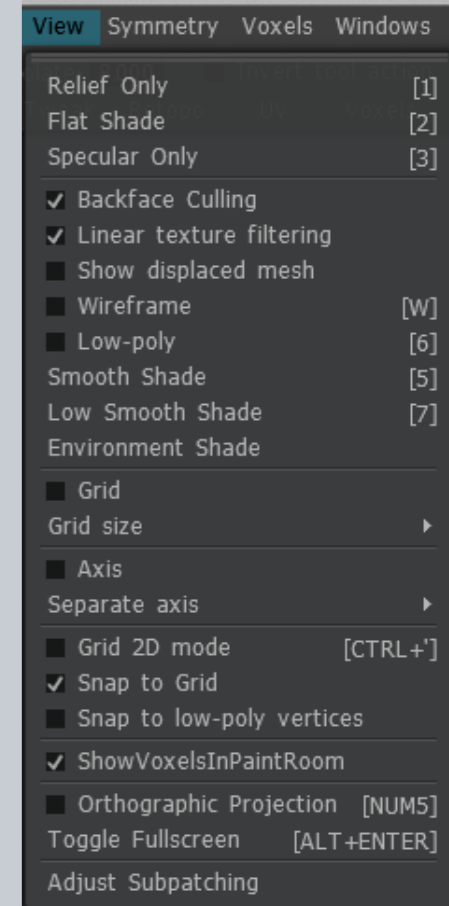 View Symmetry Voxels Windows
Relief Only [1]
Flat Shade [2]
Specular Only [3]
Backface Culling
Linear texture filtering
Show displaced mesh
Wireframe [W]
Low-poly [6]
Smooth Shade [5]
Low Smooth Shade [7]
Environment Shade
Grid
Grid size
Axis
Separate axis
Grid 2D mode [CTRL+']
Snap to Grid
Snap to low-poly vertices
ShowVoxelsInPaintRoom
Orthographic Projection [NUM5]
Toggle Fullscreen [ALT+ENTER]
Adjust Subpatching